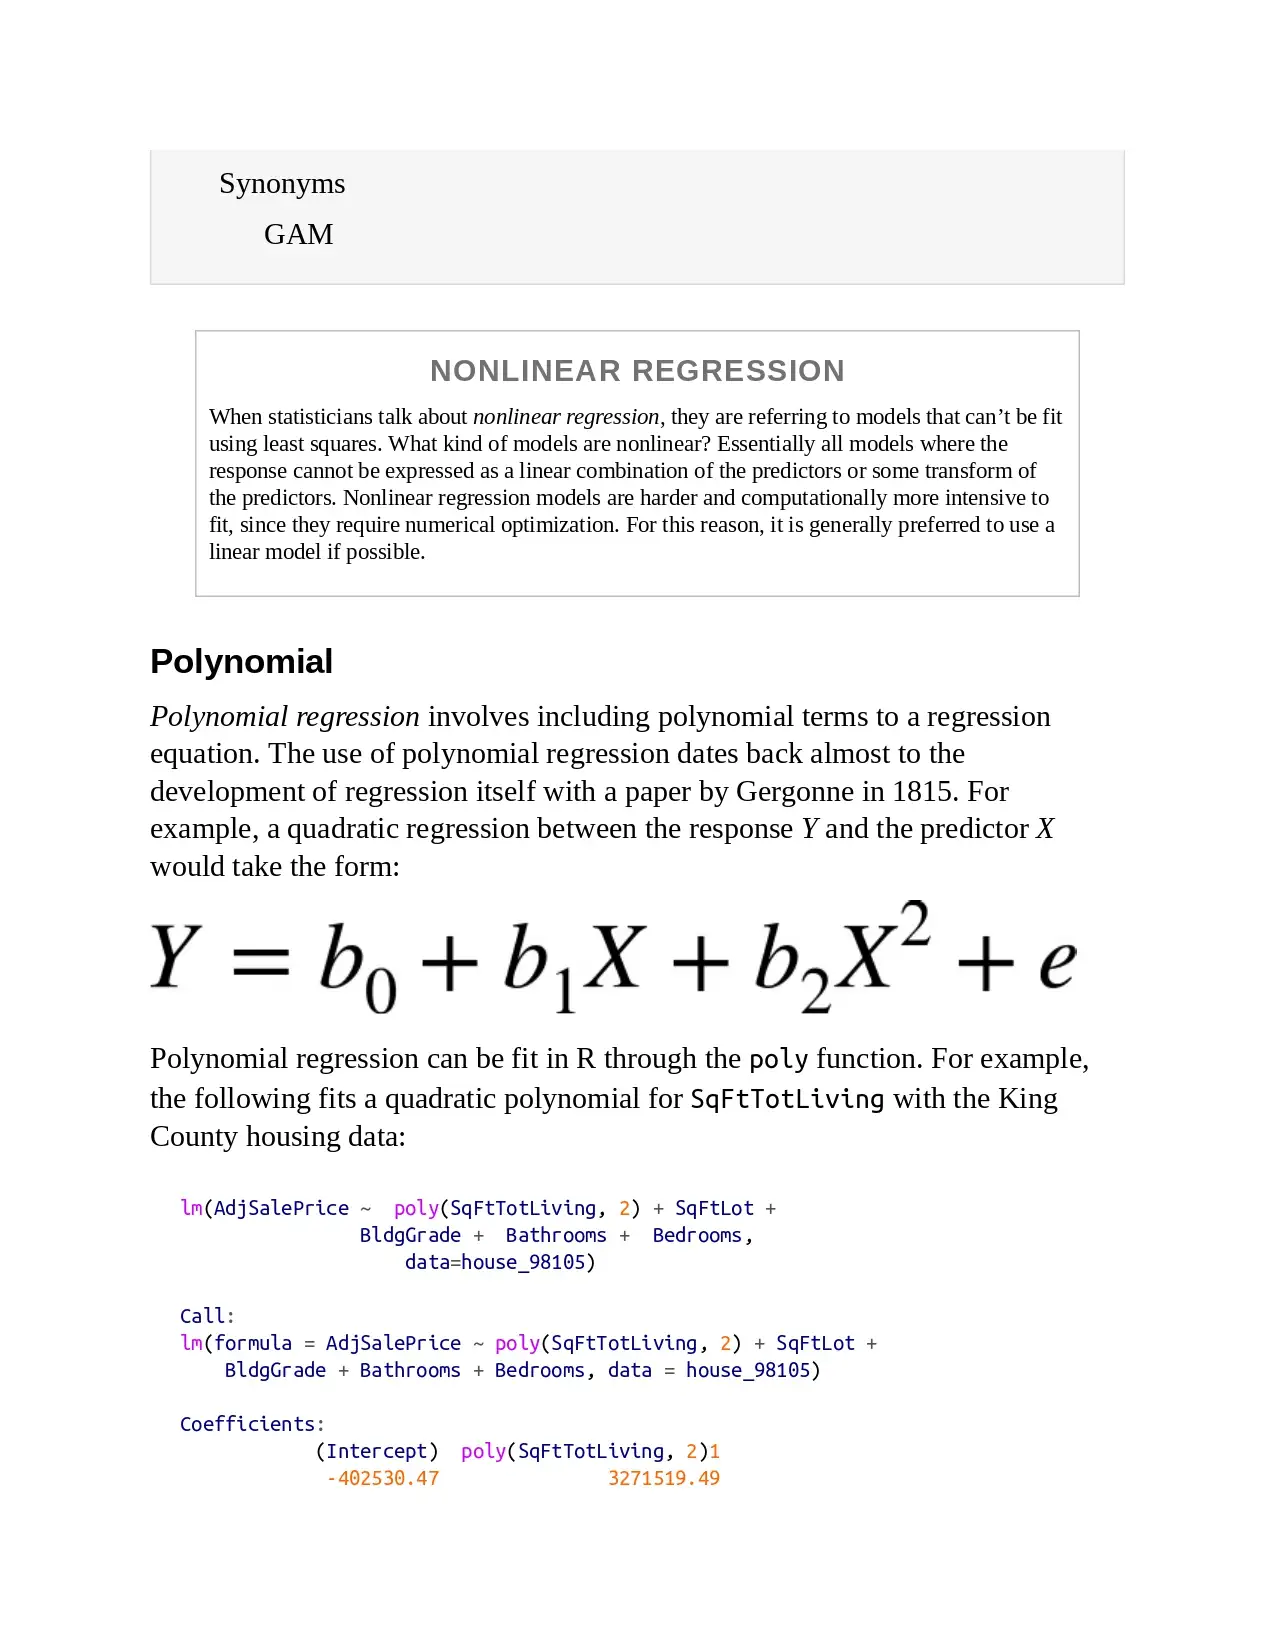 Synonyms
GAM
NONLINEAR REGRESSION
When statisticians talk about nonlinear regression, they are referring to models that can’t be fit
using least squares. What kind of models are nonlinear? Essentially all models where the
response cannot be expressed as a linear combination of the predictors or some transform of
the predictors. Nonlinear regression models are harder and computationally more intensive to
fit, since they require numerical optimization. For this reason, it is generally preferred to use a
linear model if possible.
Polynomial
Polynomial regression involves including polynomial terms to a regression
equation. The use of polynomial regression dates back almost to the
development of regression itself with a paper by Gergonne in 1815. For
example, a quadratic regression between the response Y and the predictor X
would take the form:
Y = b₀ + b₁X + b₂X² + e
Polynomial regression can be fit in R through the poly function. For example,
the following fits a quadratic polynomial for SqFtTotLiving with the King
County housing data:
lm(AdjSalePrice ~  poly(SqFtTotLiving, 2) + SqFtLot +
                BldgGrade +  Bathrooms +  Bedrooms,
                    data=house_98105)
Call:
lm(formula = AdjSalePrice ~ poly(SqFtTotLiving, 2) + SqFtLot +
    BldgGrade + Bathrooms + Bedrooms, data = house_98105)
Coefficients:
            (Intercept)  poly(SqFtTotLiving, 2)1
             -402530.47               3271519.49